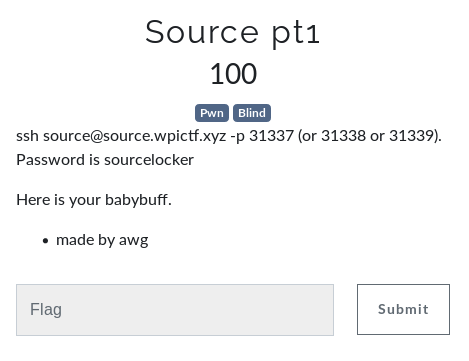 Source pt1
100
Pwn Blind
ssh source@source.wpictf.xyz -p 31337 (or 31338 or 31339).
Password is sourcelocker
Here is your babybuff.
• made by awg
Flag Submit